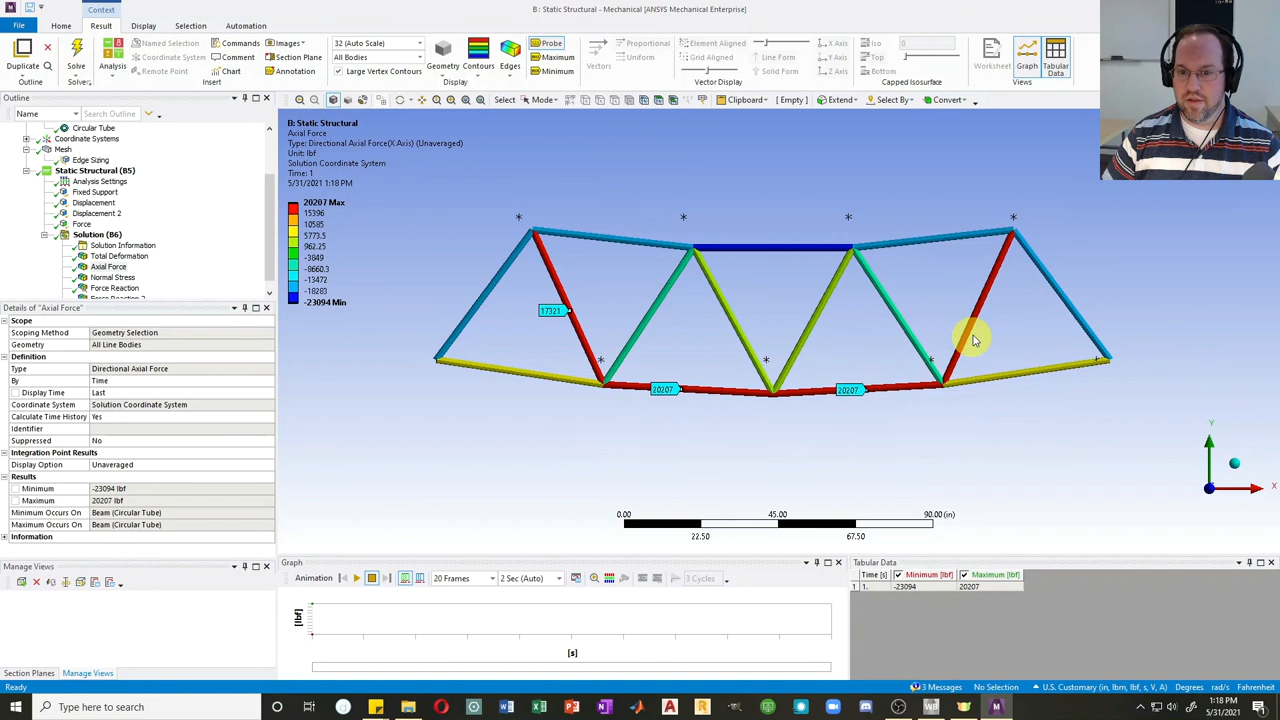 Context
B : Static Structural - Mechanical [ANSYS Mechanical Enterprise]
File Home Result Display Selection Automation
Duplicate
Outline
Solve
Solver
Analysis
Named Selection
Coordinate System
Remote Point
Commands
Comment
Chart
Images
Section Plane
Annotation
Insert
32 (Auto Scale)
All Bodies
Large Vertex Contours
Geometry Contours Edges
Display
Probe
Maximum
Minimum
Vectors
Proportional
Uniform
Element Aligned
Grid Aligned
Line Form
Solid Form
X Axis
Y Axis
Z Axis
Vector Display
Iso
Top
Bottom
0
Capped Isosurface
Worksheet Graph Tabular Data
Views
Outline
Name Search Outline
Select Mode Clipboard [ Empty ] Extend Select By Convert
Circular Tube
Coordinate Systems
Mesh
Edge Sizing
Static Structural (B5)
Analysis Settings
Fixed Support
Displacement
Displacement 2
Force
Solution (B6)
Solution Information
Total Deformation
Axial Force
Normal Stress
Force Reaction
Force Reaction 2
Details of "Axial Force"
Scope
Scoping Method Geometry Selection
Geometry All Line Bodies
Definition
Type Directional Axial Force
By Time
Display Time Last
Coordinate System Solution Coordinate System
Calculate Time History Yes
Identifier
Suppressed No
Integration Point Results
Display Option Unaveraged
Results
Minimum -23094 lbf
Maximum 20207 lbf
Minimum Occurs On Beam (Circular Tube)
Maximum Occurs On Beam (Circular Tube)
Information
Manage Views
Section Planes Manage Views
B: Static Structural
Axial Force
Type: Directional Axial Force(X Axis) (Unaveraged)
Unit: lbf
Solution Coordinate System
Time: 1
5/31/2021 1:18 PM
20207 Max
15396
10585
5773.5
962.25
-3849
-8660.3
-13472
-18283
-23094 Min
17321
20207
20207
0.00 45.00 90.00 (in)
22.50 67.50
Y
X
Graph
Animation 20 Frames 2 Sec (Auto) 3 Cycles
[lbf]
[s]
Tabular Data
Time [s] Minimum [lbf] Maximum [lbf]
1 1. -23094 20207
Ready
3 Messages No Selection U.S. Customary (in, lbm, lbf, s, V, A) Degrees rad/s Fahrenheit
Type here to search
1:18 PM
5/31/2021